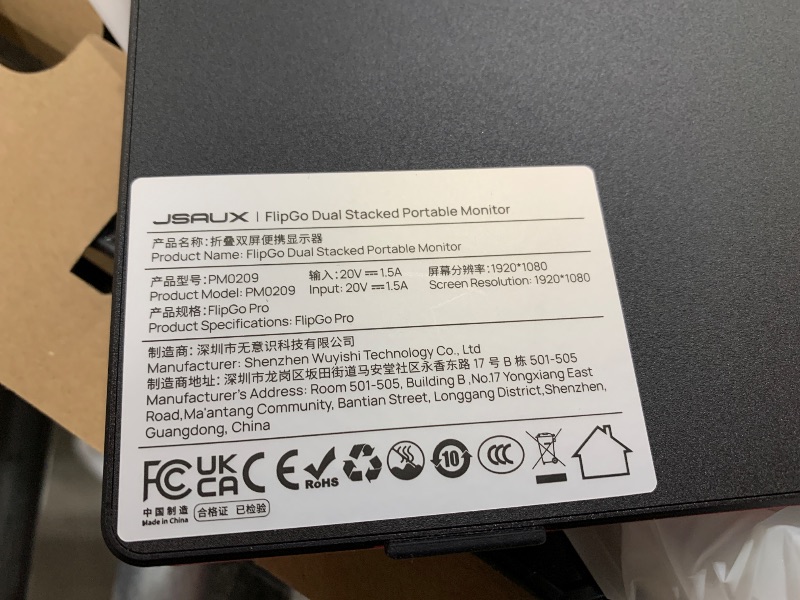 JSAUX | FlipGo Dual Stacked Portable Monitor
产品名称:折叠双屏便携显示器
Product Name: FlipGo Dual Stacked Portable Monitor
产品型号:PM0209 输入:20V⎓1.5A 屏幕分辨率:1920*1080
Product Model: PM0209 Input: 20V⎓1.5A Screen Resolution: 1920*1080
产品规格:FlipGo Pro
Product Specifications: FlipGo Pro
制造商:深圳市无意识科技有限公司
Manufacturer: Shenzhen Wuyishi Technology Co., Ltd
制造商地址:深圳市龙岗区坂田街道马安堂社区永香东路 17 号 B 栋 501-505
Manufacturer's Address: Room 501-505, Building B ,No.17 Yongxiang East
Road,Ma'antang Community, Bantian Street, Longgang District,Shenzhen,
Guangdong, China
FC UK CA CE RoHS 10 CCC
中国制造 合格证 已检验
Made in China